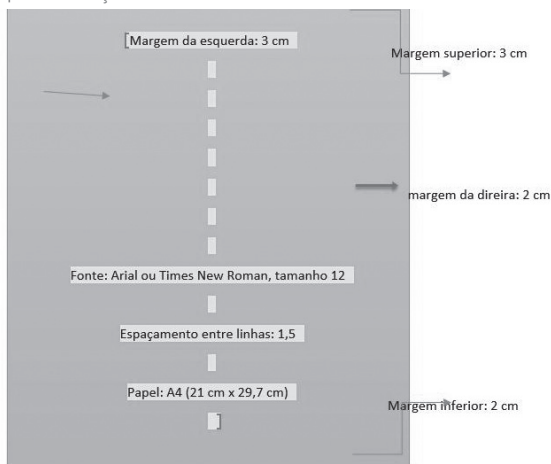 [Margem da esquerda: 3 cm
Margem superior: 3 cm
margem da direira: 2 cm
Fonte: Arial ou Times New Roman, tamanho 12
Espaçamento entre linhas: 1,5
Papel: A4 (21 cm x 29,7 cm)
Margem inferior: 2 cm
]